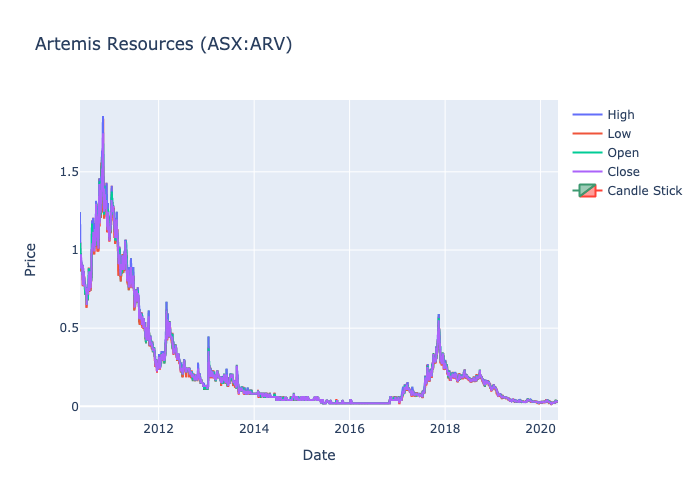 Artemis Resources (ASX:ARV)
High
Low
Open
Close
Candle Stick
Price
1.5
1
0.5
0
2012 2014 2016 2018 2020
Date